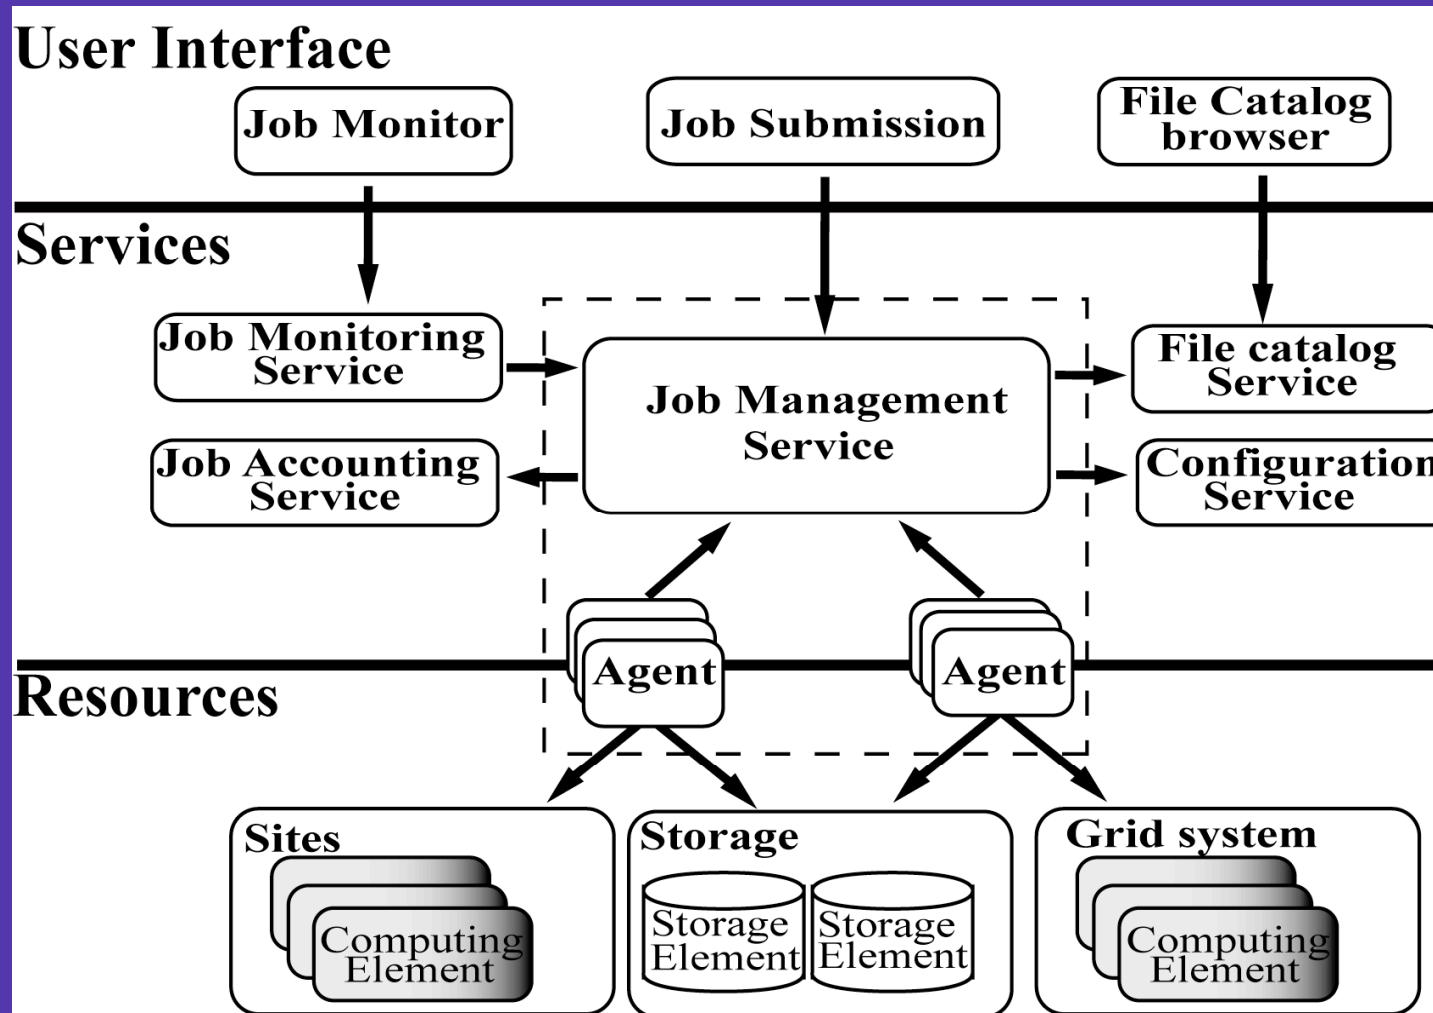 User Interface
Job Monitor
Job Submission
File Catalog
browser
Services
Job Monitoring
Service
Job Management
Service
File catalog
Service
Job Accounting
Service
Configuration
Service
Agent
Agent
Resources
Sites
Computing
Element
Storage
Storage
Element
Storage
Element
Grid system
Computing
Element